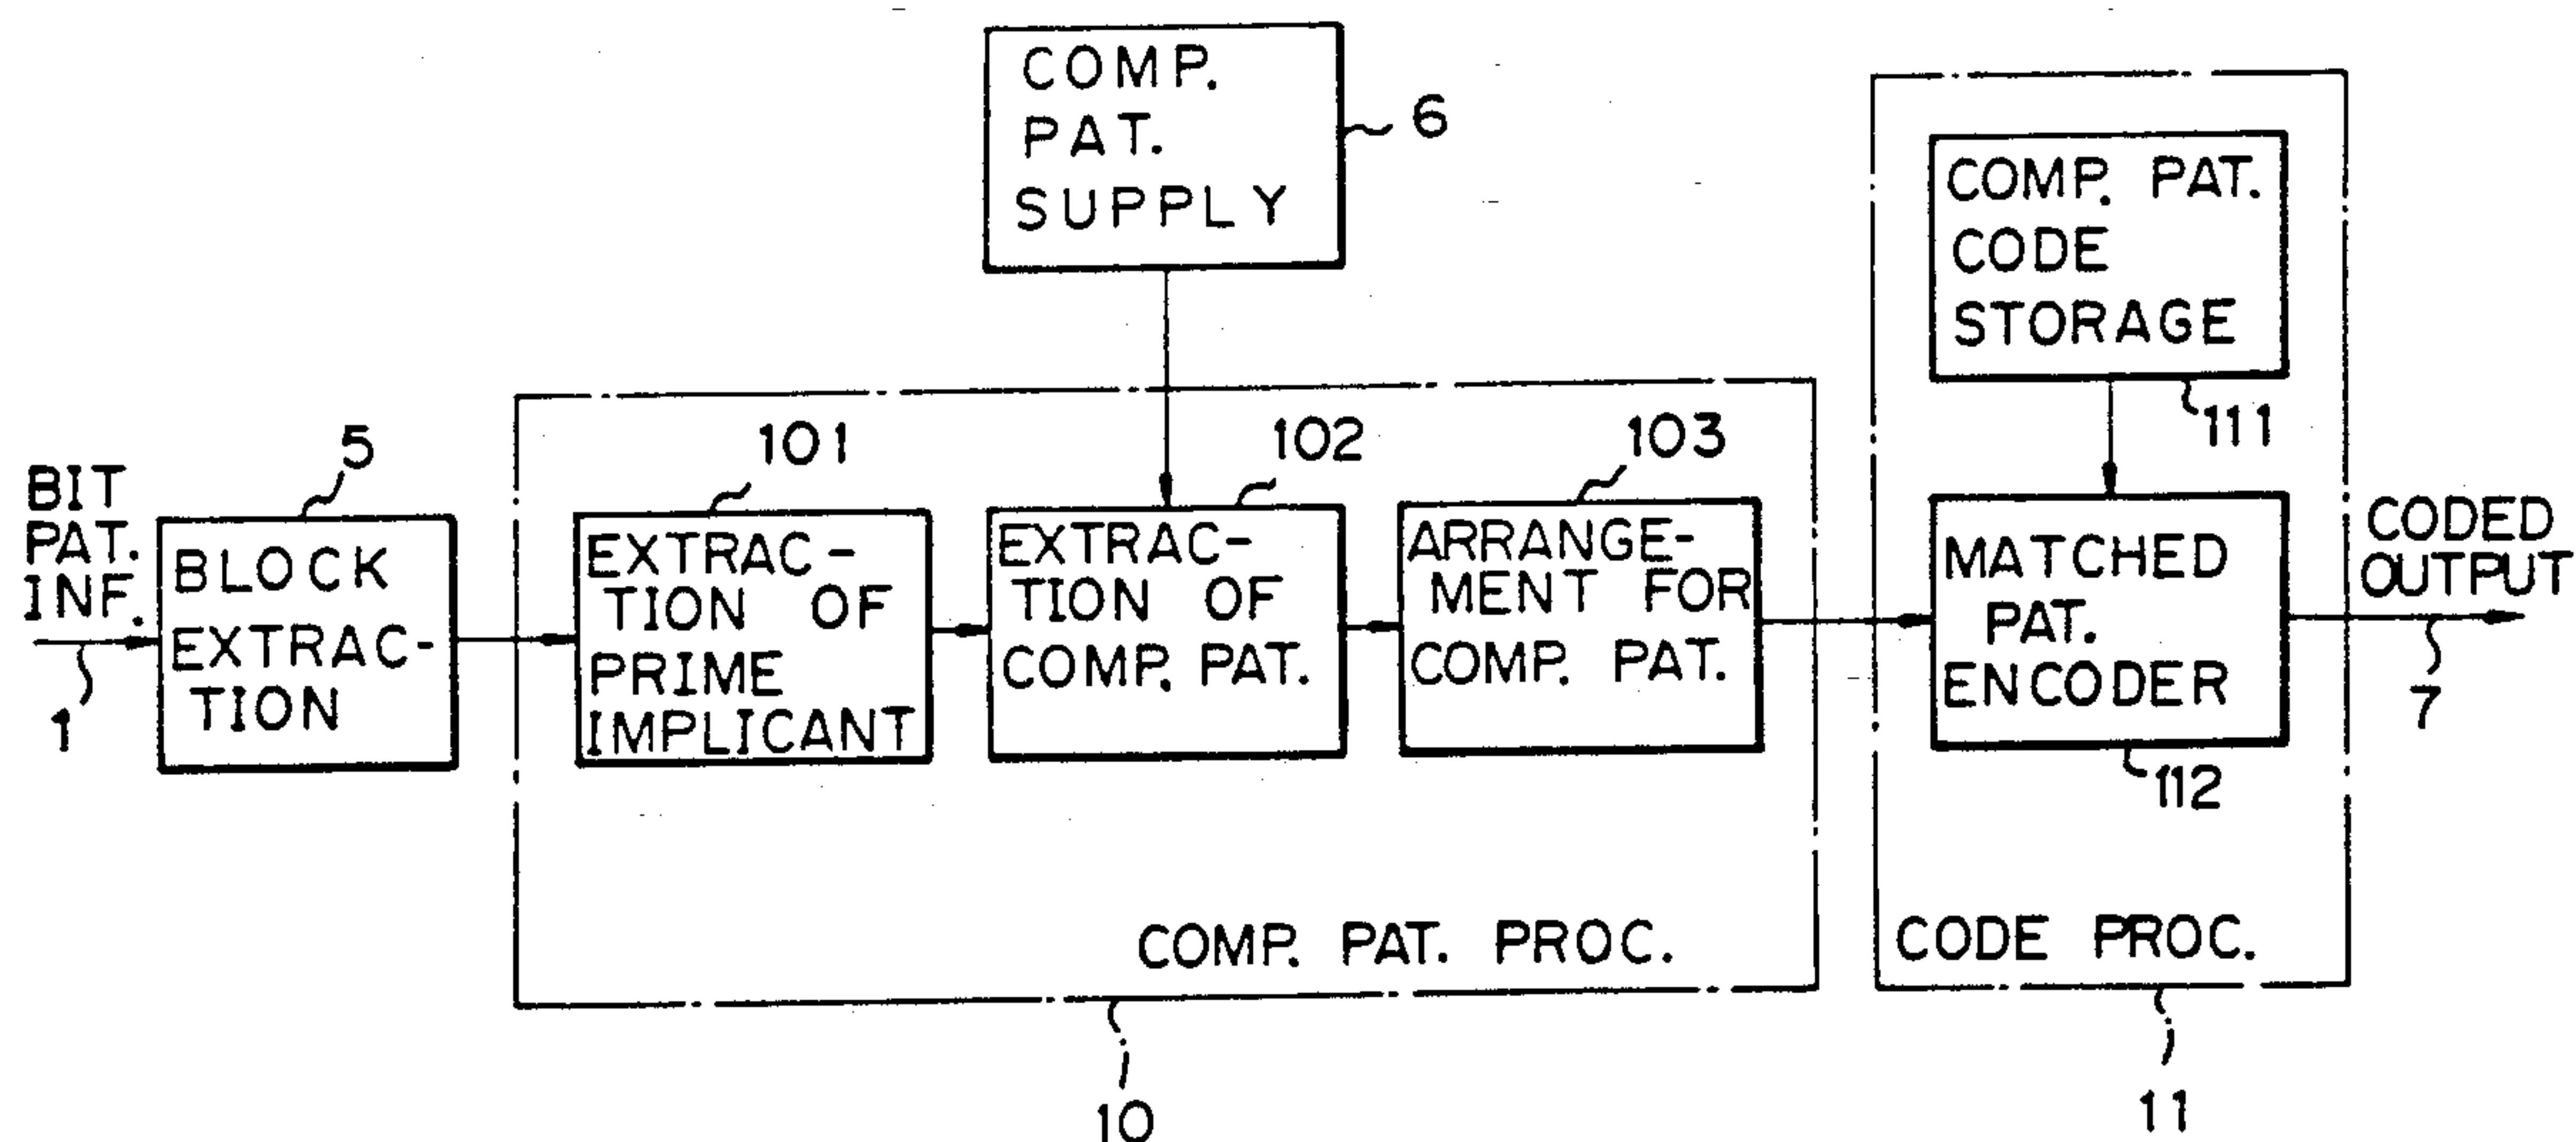 COMP.
PAT.
SUPPLY
6
COMP. PAT.
CODE
STORAGE
111
BIT
PAT.
INF.
1
5
BLOCK
EXTRAC-
TION
101
EXTRAC-
TION OF
PRIME
IMPLICANT
102
EXTRAC-
TION OF
COMP. PAT.
103
ARRANGE-
MENT FOR
COMP. PAT.
MATCHED
PAT.
ENCODER
112
CODED
OUTPUT
7
COMP. PAT. PROC.
10
CODE PROC.
11